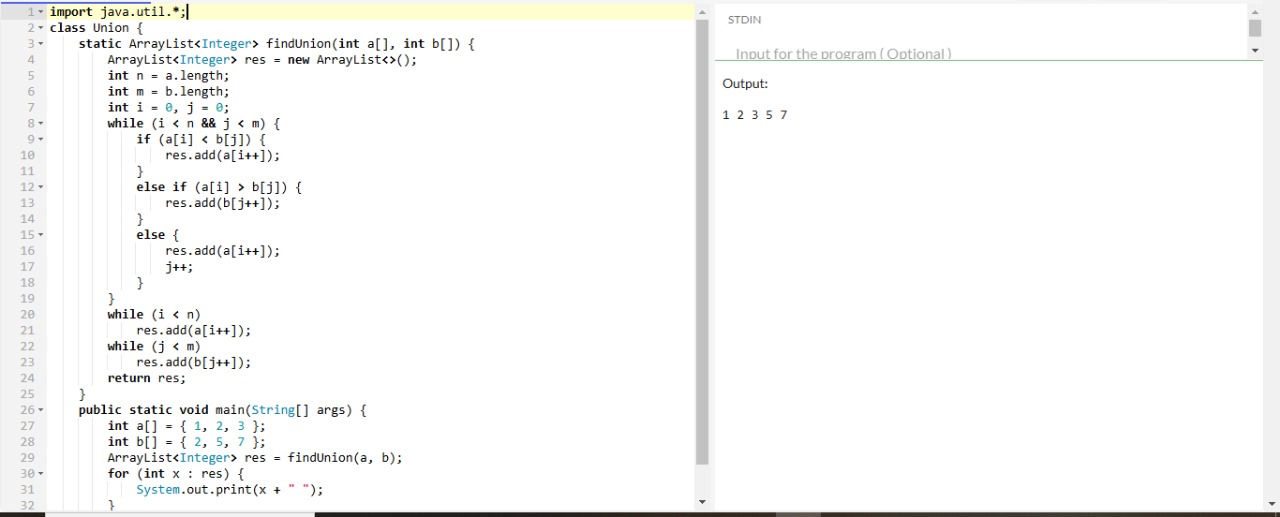 1 import java.util.*;
2 class Union {
3     static ArrayList<Integer> findUnion(int a[], int b[]) {
4         ArrayList<Integer> res = new ArrayList<>();
5         int n = a.length;
6         int m = b.length;
7         int i = 0, j = 0;
8         while (i < n && j < m) {
9             if (a[i] < b[j]) {
10                 res.add(a[i++]);
11             }
12             else if (a[i] > b[j]) {
13                 res.add(b[j++]);
14             }
15             else {
16                 res.add(a[i++]);
17                 j++;
18             }
19         }
20         while (i < n)
21             res.add(a[i++]);
22         while (j < m)
23             res.add(b[j++]);
24         return res;
25     }
26     public static void main(String[] args) {
27         int a[] = { 1, 2, 3 };
28         int b[] = { 2, 5, 7 };
29         ArrayList<Integer> res = findUnion(a, b);
30         for (int x : res) {
31             System.out.print(x + " ");
32         }
STDIN
Input for the program ( Optional )
Output:
1 2 3 5 7